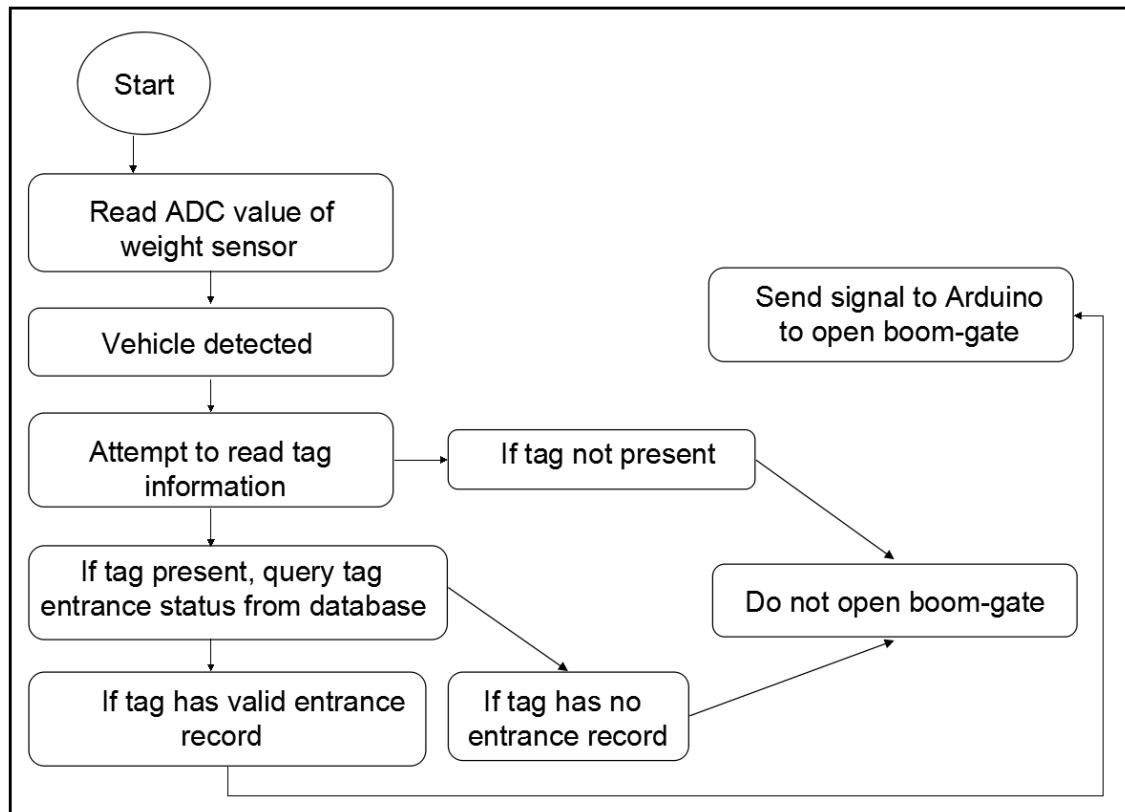 Start
Read ADC value of
weight sensor
Vehicle detected
Attempt to read tag
information
If tag not present
If tag present, query tag
entrance status from database
If tag has valid entrance
record
If tag has no
entrance record
Do not open boom-gate
Send signal to Arduino
to open boom-gate